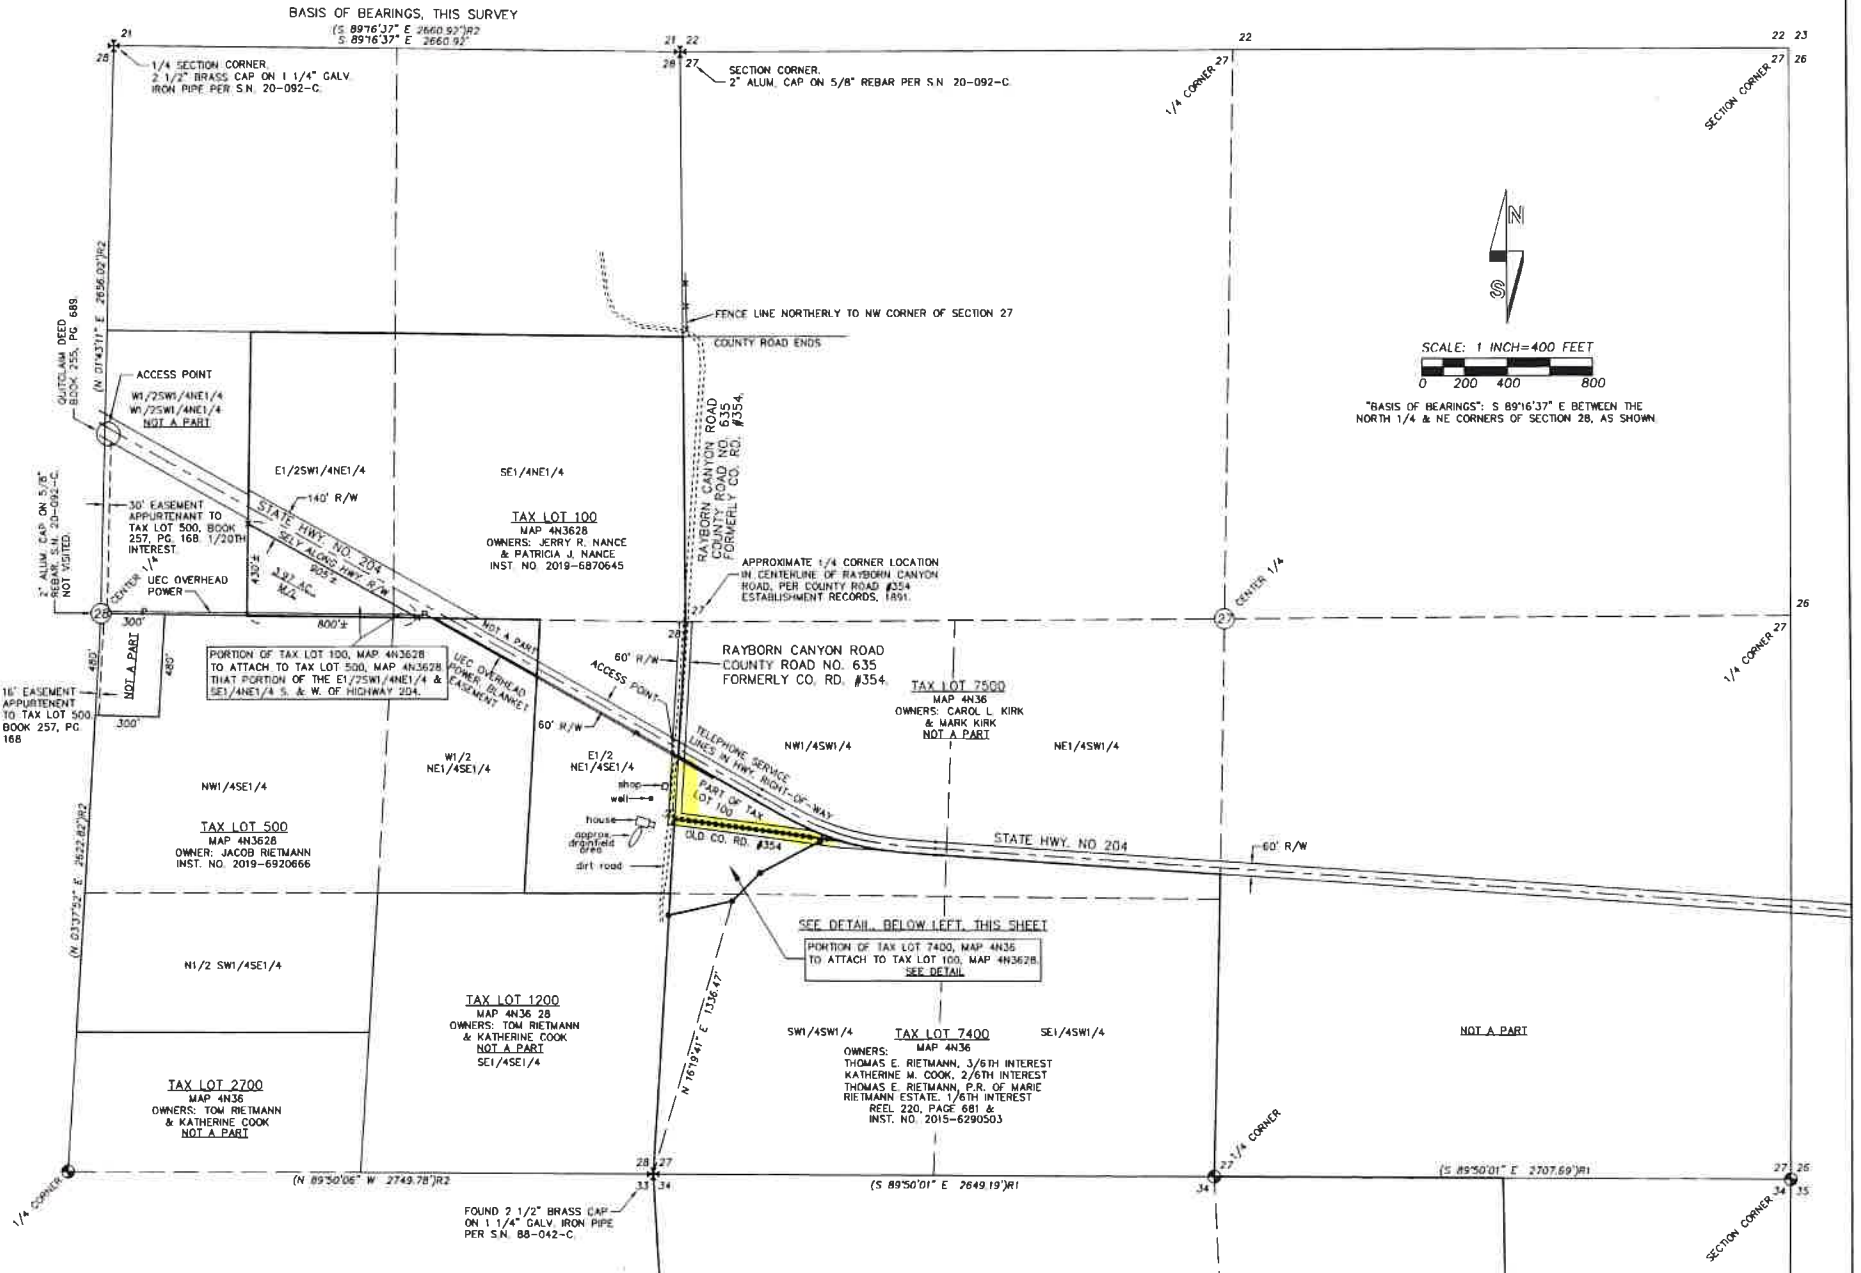 BASIS OF BEARINGS, THIS SURVEY
(S 89°16'37" E 2660.92')R2
S 89°16'37" E 2660.92'
21
28
21 22
28 27
22
27
22 23
27 26
1/4 SECTION CORNER.
2 1/2" BRASS CAP ON 1 1/4" GALV.
IRON PIPE PER S.N. 20-092-C.
SECTION CORNER.
2" ALUM. CAP ON 5/8" REBAR PER S.N. 20-092-C.
1/4 CORNER
SECTION CORNER
N
S
SCALE: 1 INCH=400 FEET
0 200 400 800
"BASIS OF BEARINGS": S 89°16'37" E BETWEEN THE
NORTH 1/4 & NE CORNERS OF SECTION 28, AS SHOWN.
(N 01°43'11" E 2656.02')R2
QUITCLAIM DEED
BOOK 255, PG 689.
FENCE LINE NORTHERLY TO NW CORNER OF SECTION 27
COUNTY ROAD ENDS
ACCESS POINT
W1/2SW1/4NE1/4
W1/2SW1/4NE1/4
NOT A PART
E1/2SW1/4NE1/4
SE1/4NE1/4
RAYBORN CANYON ROAD
COUNTY ROAD NO. 635
FORMERLY CO. RD. #354.
140' R/W
STATE HWY. NO. 204
SELY ALONG HWY. R/W
905'±
TAX LOT 100
MAP 4N3628
OWNERS: JERRY R. NANCE
& PATRICIA J. NANCE
INST. NO. 2019-6870645
2" ALUM. CAP ON 5/8"
REBAR, S.N. 20-092-C.
NOT VISITED.
30' EASEMENT
APPURTENANT TO
TAX LOT 500, BOOK
257, PG. 168. 1/20TH
INTEREST.
430'±
3.97 AC.
M/L
CENTER 1/4
UEC OVERHEAD
POWER
APPROXIMATE 1/4 CORNER LOCATION
IN CENTERLINE OF RAYBORN CANYON
ROAD, PER COUNTY ROAD #354
ESTABLISHMENT RECORDS, 1891.
CENTER 1/4
28
P
300'
800'±
P
27
28
27
26
27
1/4 CORNER
NOT A PART
480'
NOT A PART
480'
300'
PORTION OF TAX LOT 100, MAP 4N3628
TO ATTACH TO TAX LOT 500, MAP 4N3628.
THAT PORTION OF THE E1/2SW1/4NE1/4 &
SE1/4NE1/4 S. & W. OF HIGHWAY 204.
UEC OVERHEAD
POWER, BLANKET
EASEMENT
ACCESS POINT
60' R/W
60' R/W
RAYBORN CANYON ROAD
COUNTY ROAD NO. 635
FORMERLY CO. RD. #354.
TAX LOT 7500
MAP 4N36
OWNERS: CAROL L. KIRK
& MARK KIRK
NOT A PART
16' EASEMENT
APPURTENENT
TO TAX LOT 500.
BOOK 257, PG.
168
W1/2
NE1/4SE1/4
E1/2
NE1/4SE1/4
TELEPHONE SERVICE
LINES IN HWY. RIGHT-OF-WAY
NW1/4SW1/4
NE1/4SW1/4
NW1/4SE1/4
shop
well
house
approx.
drainfield
area
dirt road
PART OF TAX
LOT 100
OLD CO. RD. #354
STATE HWY. NO 204
60' R/W
TAX LOT 500
MAP 4N3628
OWNER: JACOB RIETMANN
INST. NO. 2019-6920666
(N 03°37'52" E 2622.82')R2
SEE DETAIL, BELOW LEFT, THIS SHEET
PORTION OF TAX LOT 7400, MAP 4N36
TO ATTACH TO TAX LOT 100, MAP 4N3628.
SEE DETAIL
N1/2 SW1/4SE1/4
N 16°19'41" E 1336.47'
TAX LOT 1200
MAP 4N36 28
OWNERS: TOM RIETMANN
& KATHERINE COOK
NOT A PART
SE1/4SE1/4
SW1/4SW1/4
TAX LOT 7400
MAP 4N36
SE1/4SW1/4
OWNERS:
THOMAS E. RIETMANN, 3/6TH INTEREST
KATHERINE M. COOK, 2/6TH INTEREST
THOMAS E. RIETMANN, P.R. OF MARIE
RIETMANN ESTATE, 1/6TH INTEREST
REEL 220, PAGE 681 &
INST. NO. 2015-6290503
NOT A PART
TAX LOT 2700
MAP 4N36
OWNERS: TOM RIETMANN
& KATHERINE COOK
NOT A PART
1/4 CORNER
(N 89°50'06" W 2749.78')R2
28 27
33 34
(S 89°50'01" E 2649.19')R1
27
34
1/4 CORNER
(S 89°50'01" E 2707.69')R1
27 26
34 35
SECTION CORNER
FOUND 2 1/2" BRASS CAP
ON 1 1/4" GALV. IRON PIPE
PER S.N. 88-042-C.